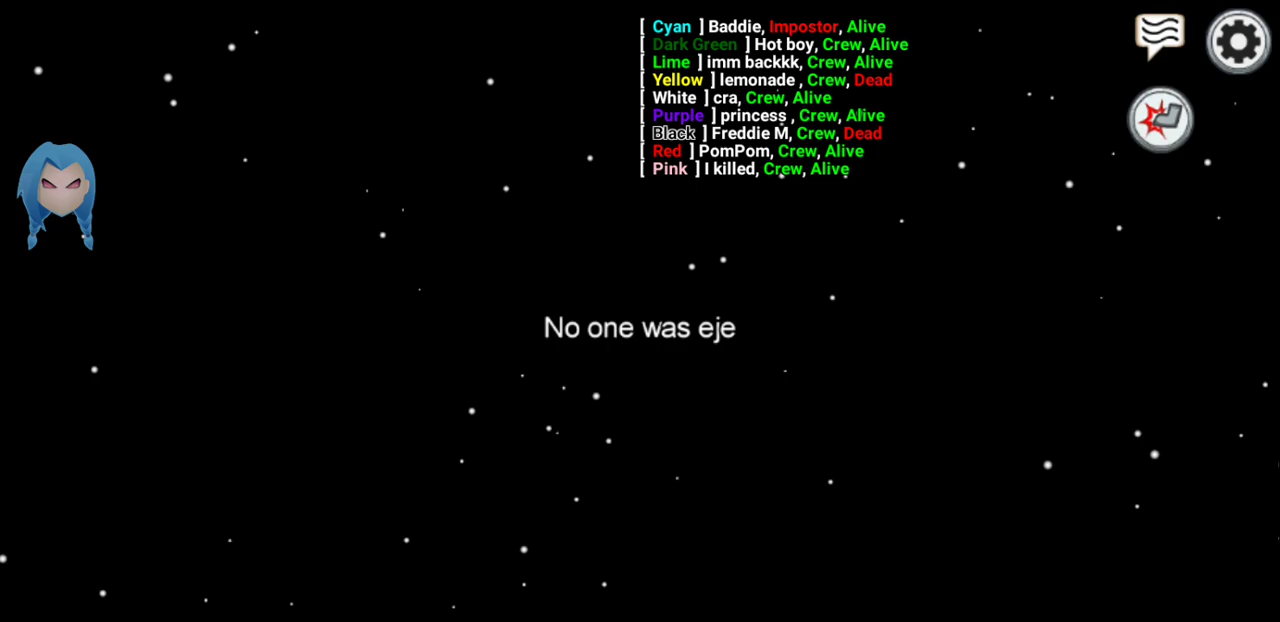 [ Cyan ] Baddie, Impostor, Alive
[ Dark Green ] Hot boy, Crew, Alive
[ Lime ] imm backkk, Crew, Alive
[ Yellow ] lemonade , Crew, Dead
[ White ] cra, Crew, Alive
[ Purple ] princess , Crew, Alive
[ Black ] Freddie M, Crew, Dead
[ Red ] PomPom, Crew, Alive
[ Pink ] I killed, Crew, Alive
No one was eje